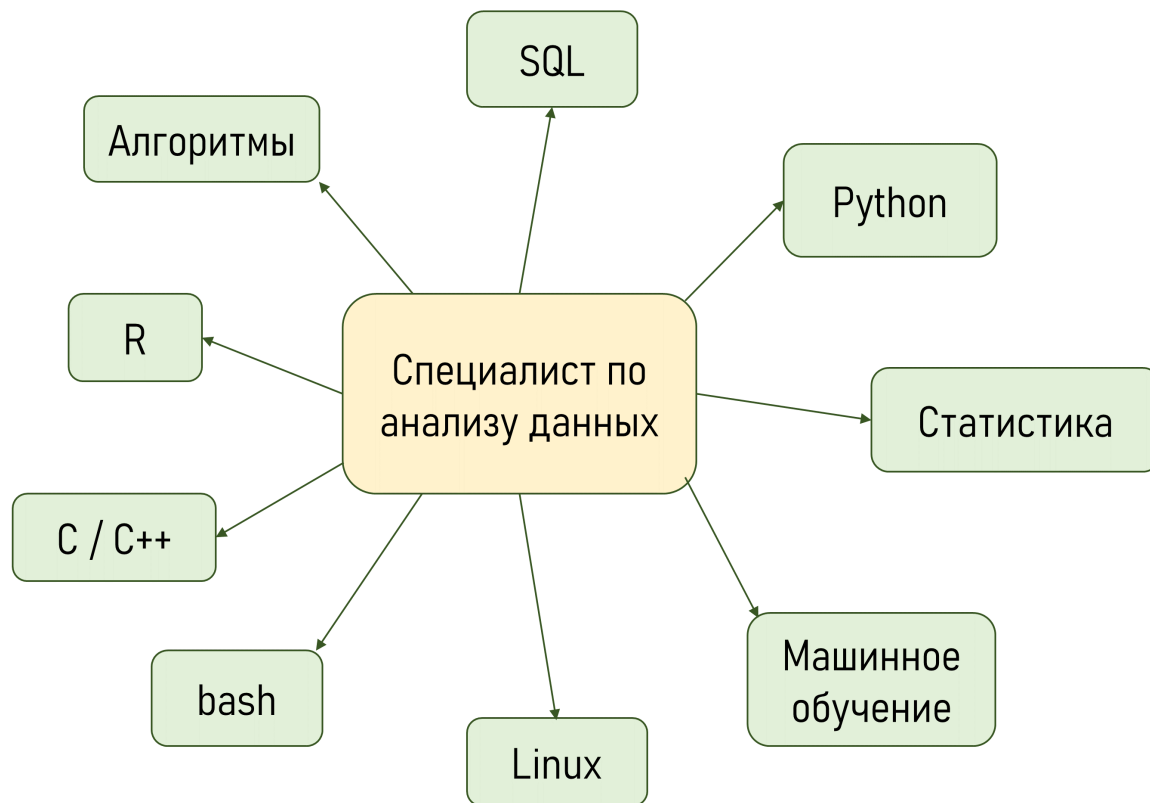 SQL
Алгоритмы
Python
R
Специалист по
анализу данных
Статистика
C / C++
Машинное
обучение
bash
Linux